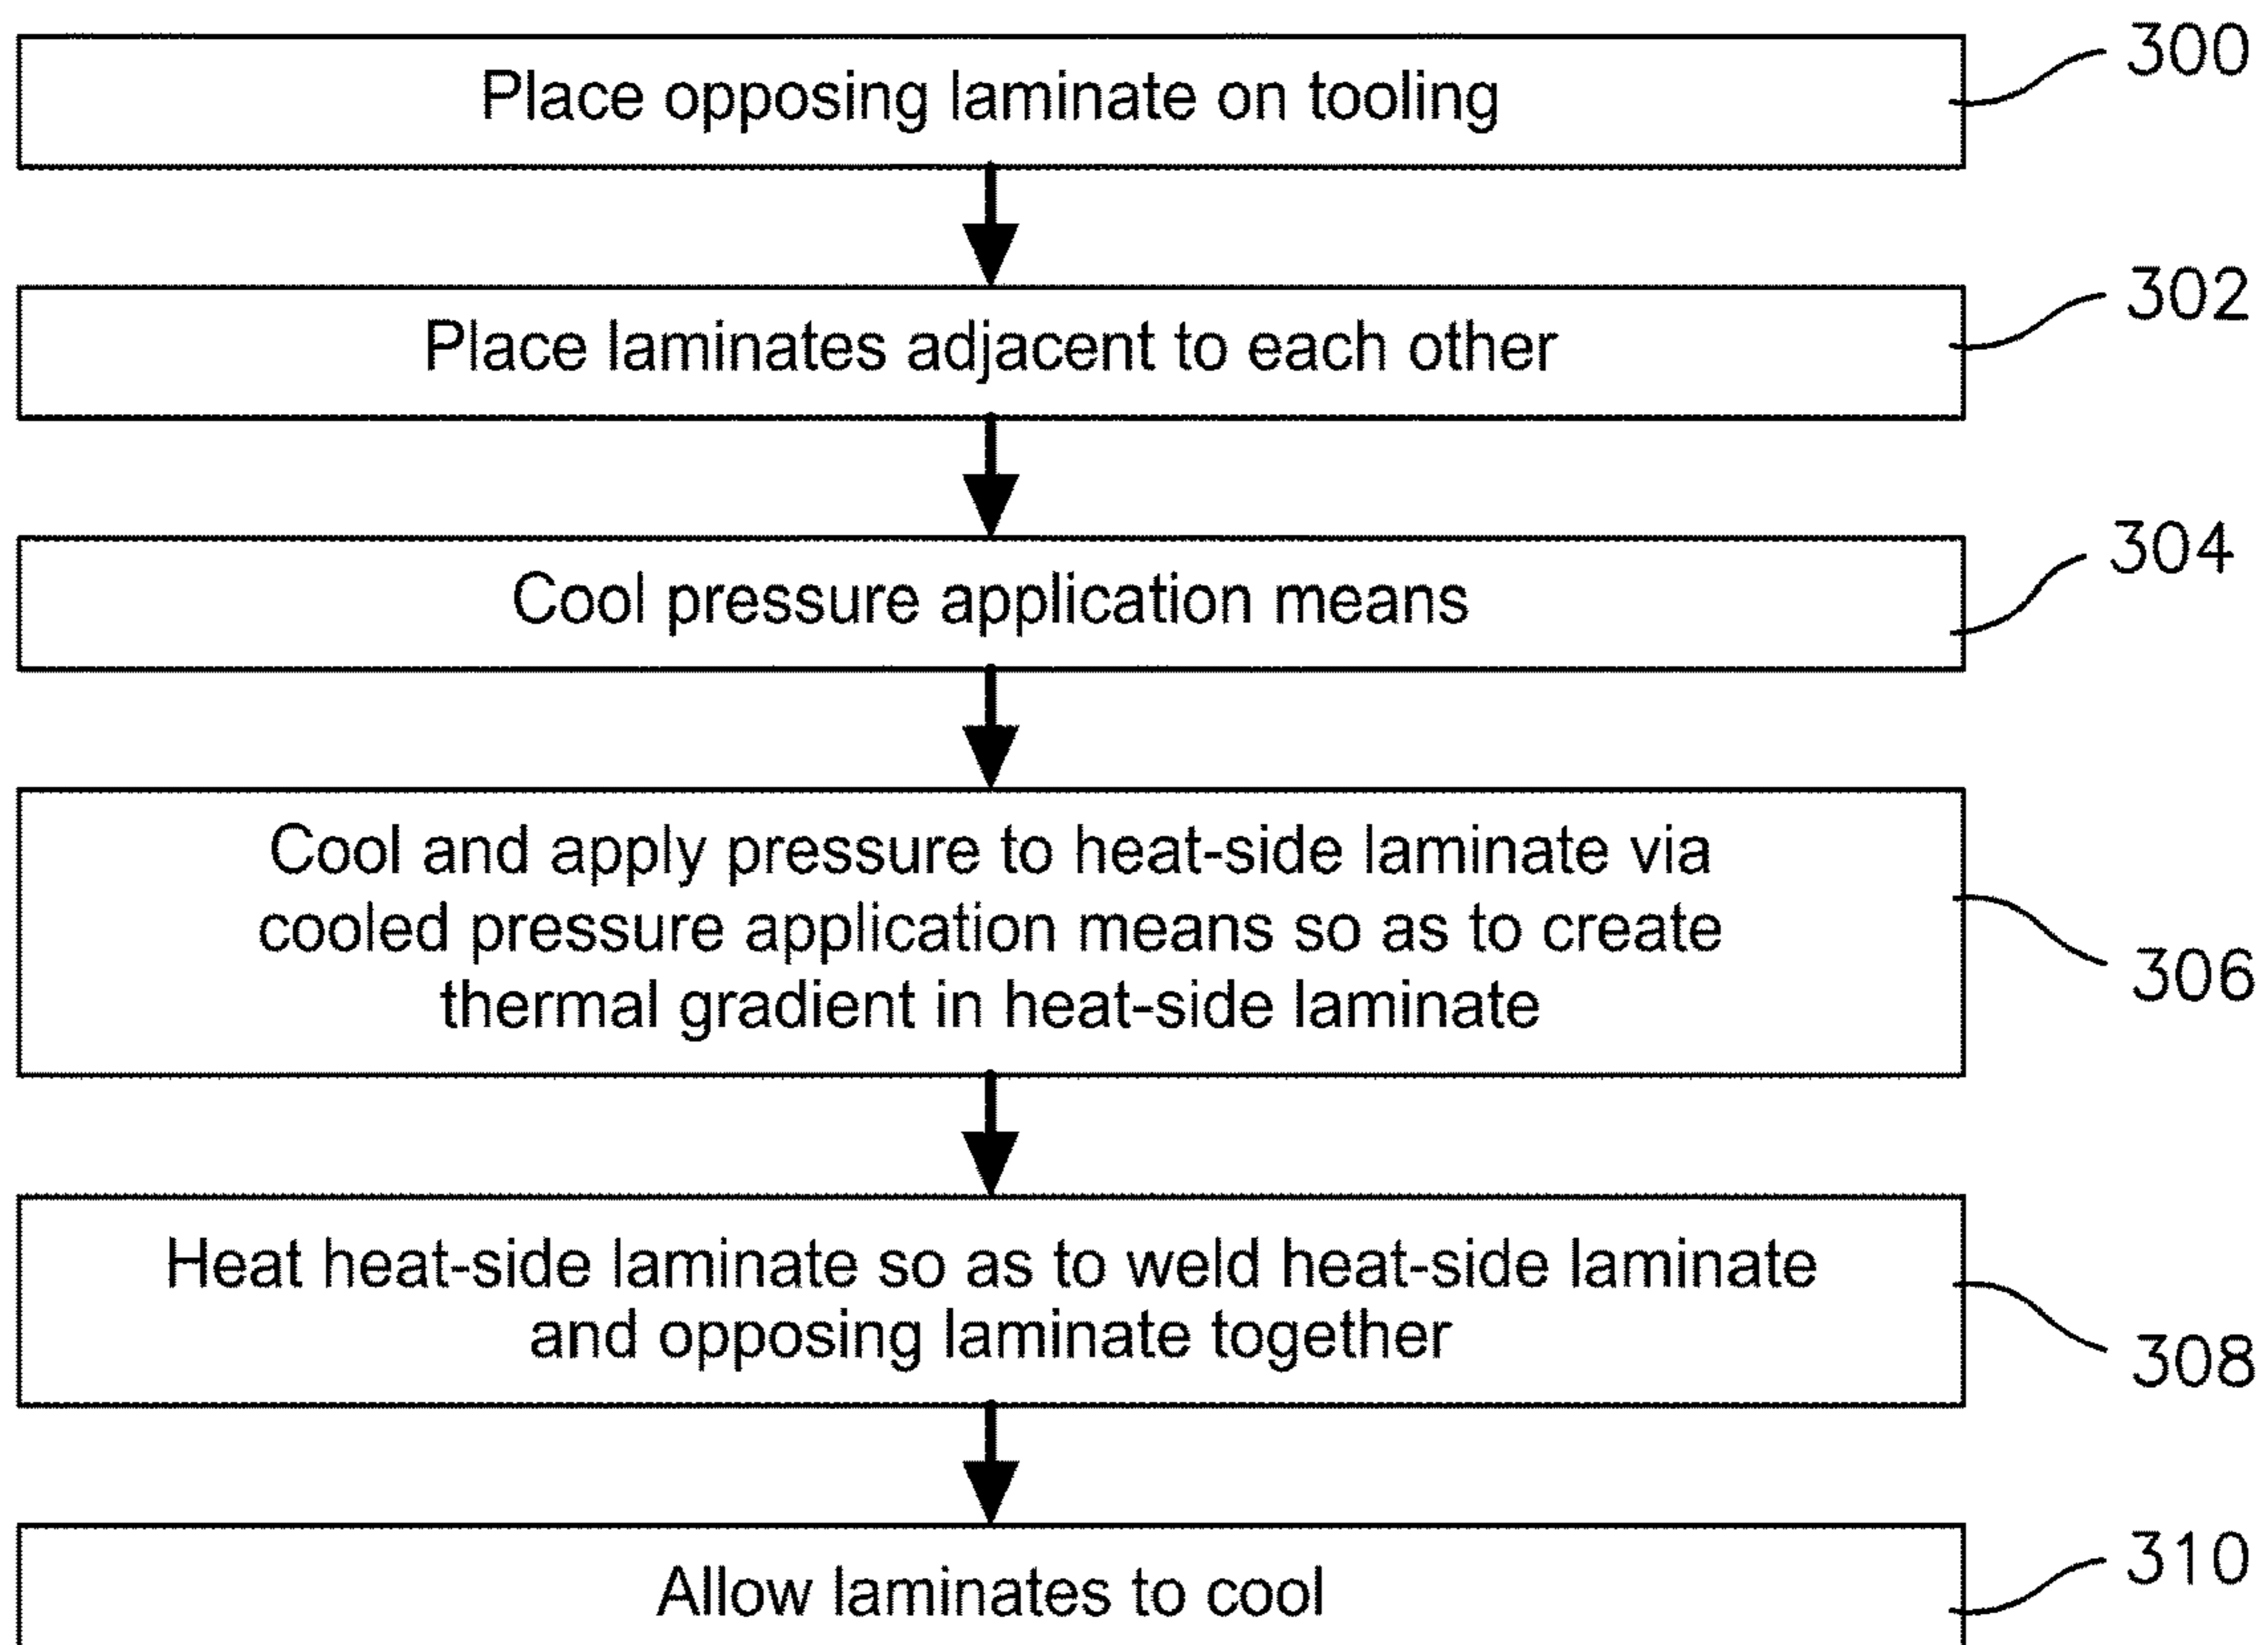 Place opposing laminate on tooling
300
Place laminates adjacent to each other
302
Cool pressure application means
304
Cool and apply pressure to heat-side laminate via
cooled pressure application means so as to create
thermal gradient in heat-side laminate
306
Heat heat-side laminate so as to weld heat-side laminate
and opposing laminate together
308
Allow laminates to cool
310